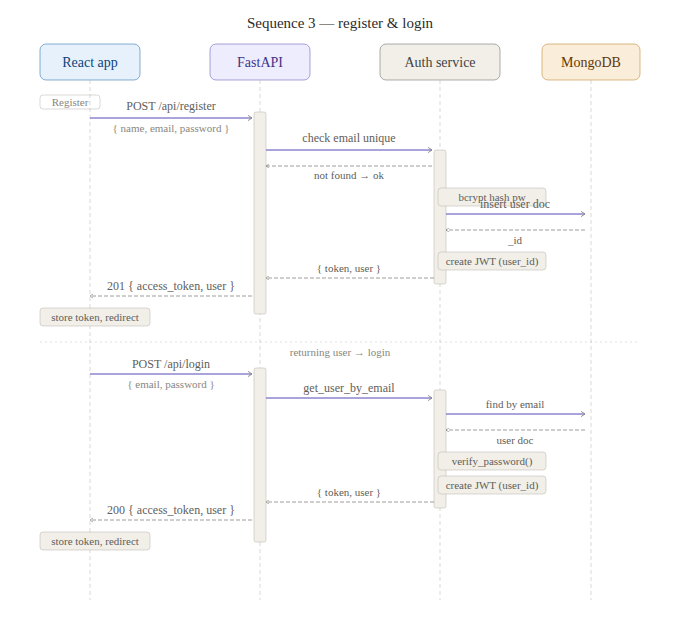 Sequence 3 — register & login
React app
FastAPI
Auth service
MongoDB
Register
POST /api/register
{ name, email, password }
check email unique
not found → ok
bcrypt hash pw
insert user doc
_id
create JWT (user_id)
{ token, user }
201 { access_token, user }
store token, redirect
returning user → login
POST /api/login
{ email, password }
get_user_by_email
find by email
user doc
verify_password()
create JWT (user_id)
{ token, user }
200 { access_token, user }
store token, redirect